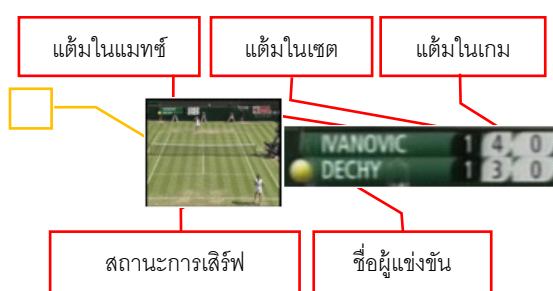 แต้มในแมทซ์
แต้มในเซต
แต้มในเกม
IVANOVIC 1 4 0
DECHY 1 3 0
สถานะการเสิร์ฟ
ชื่อผู้แข่งขัน